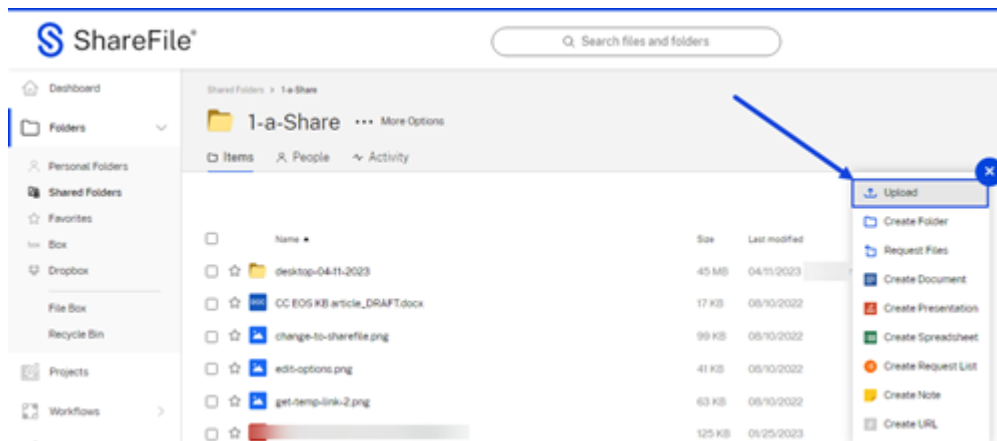 ShareFile
Search files and folders
Dashboard
Folders
Personal Folders
Shared Folders
Favorites
box Box
Dropbox
File Box
Recycle Bin
Projects
Workflows
Shared Folders > 1-a-Share
1-a-Share ••• More Options
Items People Activity
Name Size Last modified
desktop-04-11-2023 45 MB 04/11/2023
DOC CC EOS KB article_DRAFT.docx 17 KB 08/10/2022
change-to-sharefile.png 99 KB 08/10/2022
edit-options.png 41 KB 08/10/2022
get-temp-link-2.png 63 KB 08/10/2022
125 KB 01/25/2023
Upload
Create Folder
Request Files
Create Document
Create Presentation
Create Spreadsheet
Create Request List
Create Note
Create URL